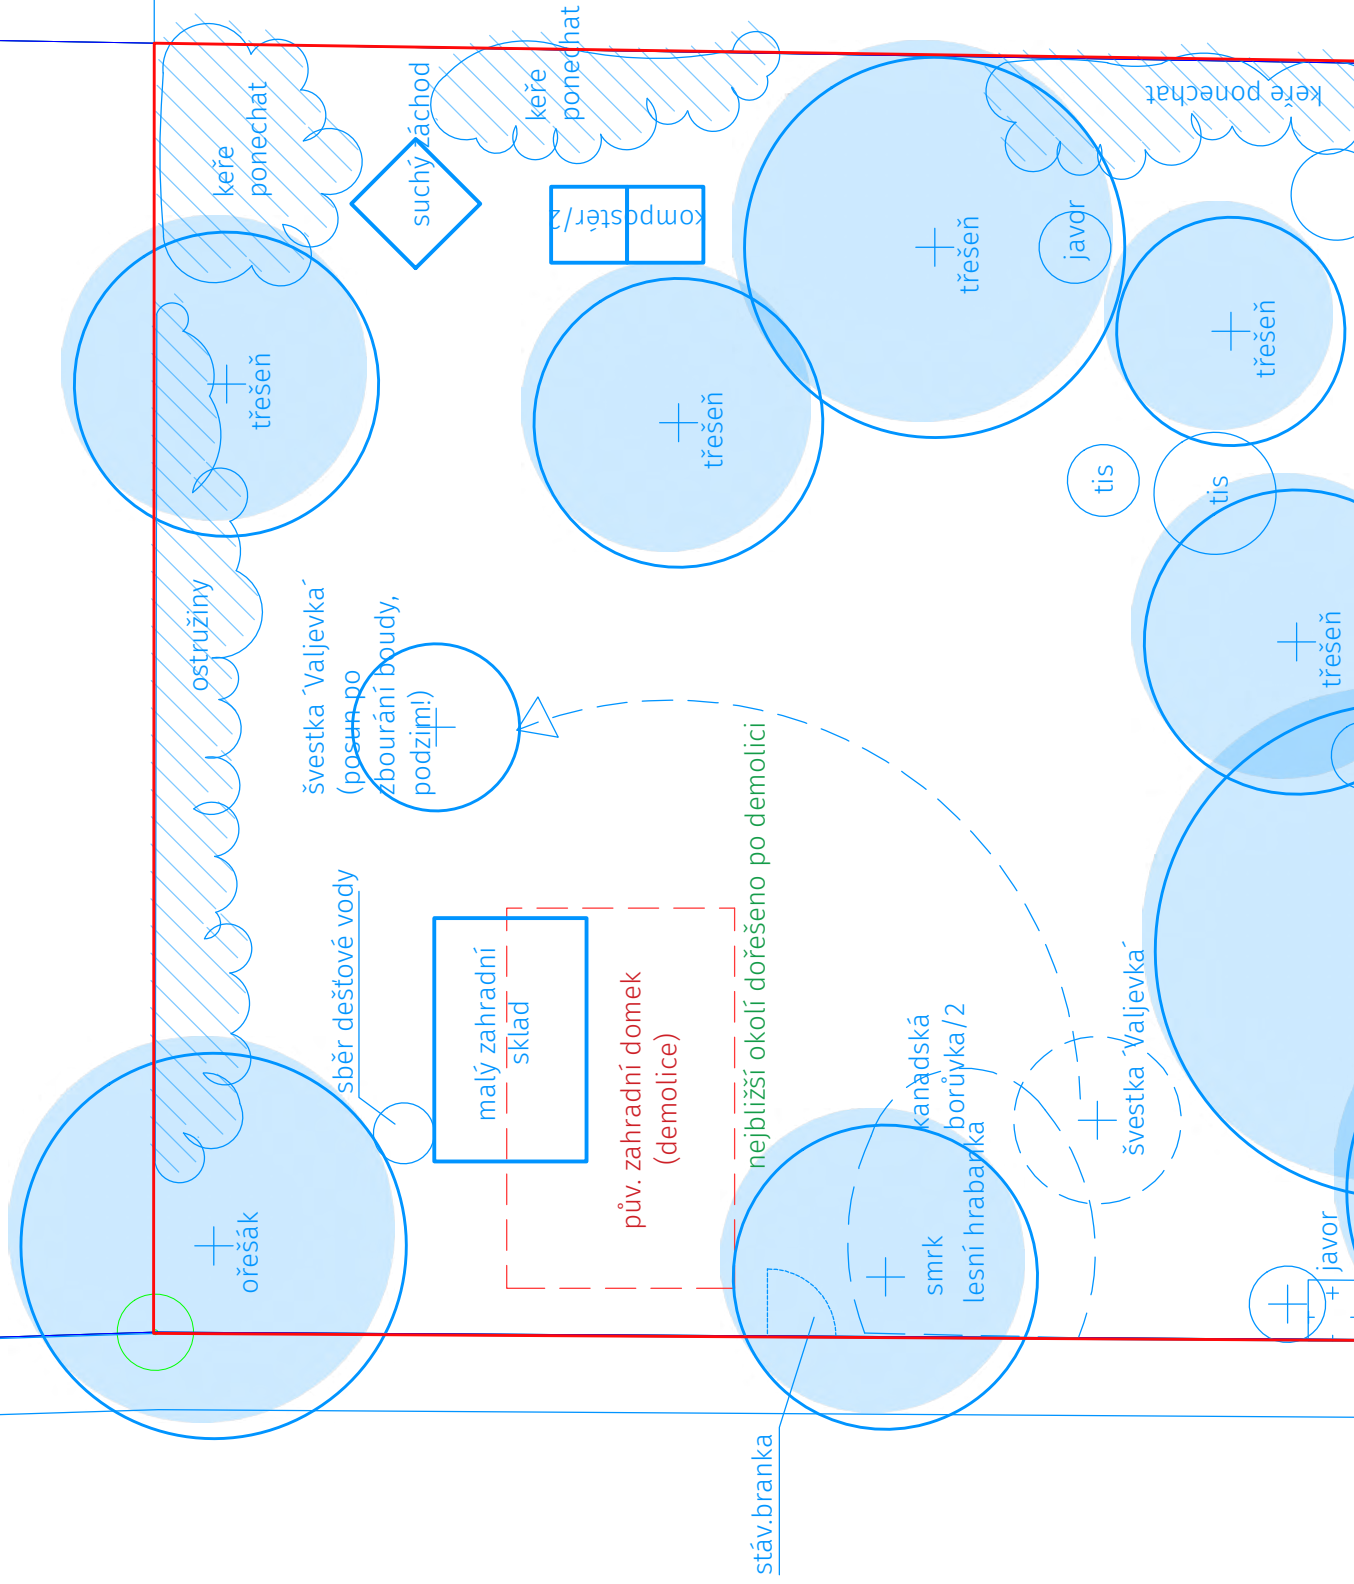 keře
ponechat
suchý záchod
keře
ponechat
kompostér/2
keře ponechat
třešeň
třešeň
třešeň
javor
třešeň
tis
tis
třešeň
ostružiny
švestka ´Valjevka´
(posun po
zbourání boudy,
podzim!)
sběr dešťové vody
malý zahradní
sklad
pův. zahradní domek
(demolice)
nejbližší okolí dořešeno po demolici
kanadská
borůvka/2
lesní hrabanka
smrk
švestka ´Valjevka´
ořešák
javor
stáv.branka